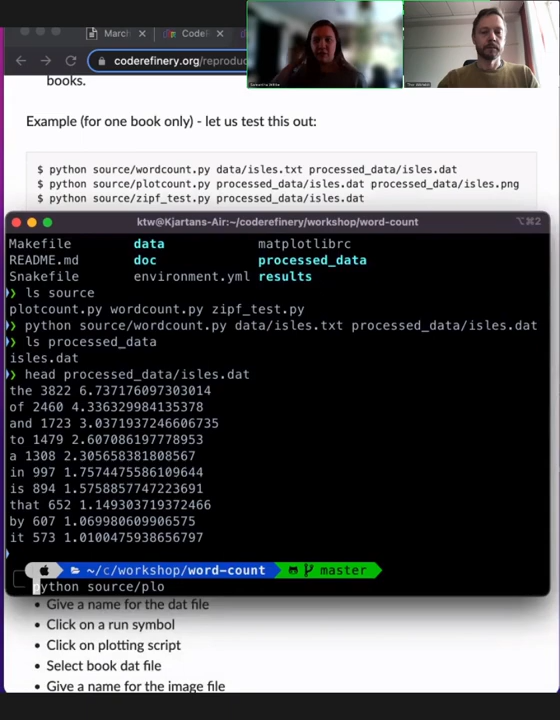 March
CodeR
coderefinery.org/reproduc
books.
Example (for one book only) - let us test this out:
$ python source/wordcount.py data/isles.txt processed_data/isles.dat
$ python source/plotcount.py processed_data/isles.dat processed_data/isles.png
$ python source/zipf_test.py processed_data/isles.dat
ktw@Kjartans-Air:~/coderefinery/workshop/word-count
⌥⌘2
Makefile data matplotlibrc
README.md doc processed_data
Snakefile environment.yml results
❯ ls source
plotcount.py wordcount.py zipf_test.py
❯ python source/wordcount.py data/isles.txt processed_data/isles.dat
❯ ls processed_data
isles.dat
❯ head processed_data/isles.dat
the 3822 6.737176097303014
of 2460 4.336329984135378
and 1723 3.0371937246606735
to 1479 2.607086197778953
a 1308 2.305658381808567
in 997 1.7574475586109644
is 894 1.5758857747223691
that 652 1.149303719372466
by 607 1.069980609906575
it 573 1.0100475938656797
~/c/workshop/word-count master
python source/plo
• Give a name for the dat file
• Click on a run symbol
• Click on plotting script
• Select book dat file
• Give a name for the image file